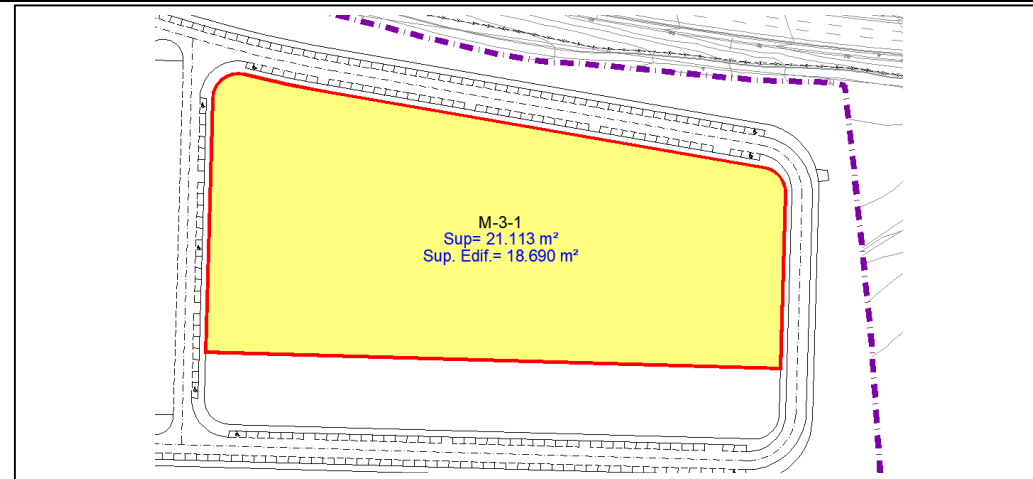 M-3-1
Sup= 21.113 m²
Sup. Edif.= 18.690 m²